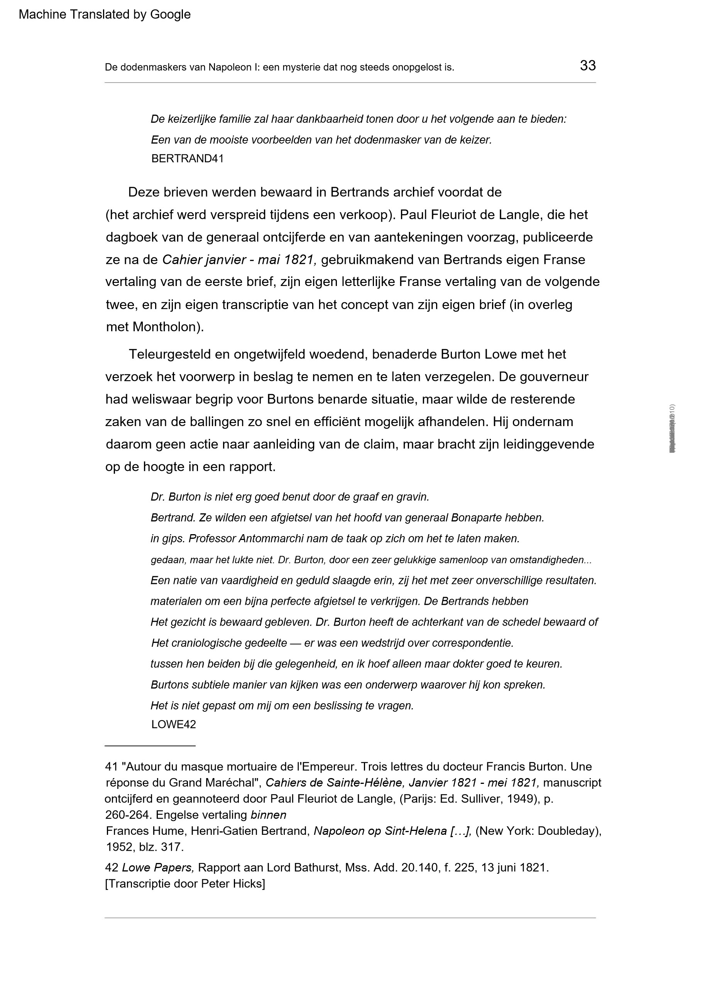 Machine Translated by Google
De dodenmaskers van Napoleon I: een mysterie dat nog steeds onopgelost is.
33
De keizerlijke familie zal haar dankbaarheid tonen door u het volgende aan te bieden:
Een van de mooiste voorbeelden van het dodenmasker van de keizer.
BERTRAND41
Deze brieven werden bewaard in Bertrands archief voordat de
(het archief werd verspreid tijdens een verkoop). Paul Fleuriot de Langle, die het
dagboek van de generaal ontcijferde en van aantekeningen voorzag, publiceerde
ze na de Cahier janvier - mai 1821, gebruikmakend van Bertrands eigen Franse
vertaling van de eerste brief, zijn eigen letterlijke Franse vertaling van de volgende
twee, en zijn eigen transcriptie van het concept van zijn eigen brief (in overleg
met Montholon).
Teleurgesteld en ongetwijfeld woedend, benaderde Burton Lowe met het
verzoek het voorwerp in beslag te nemen en te laten verzegelen. De gouverneur
had weliswaar begrip voor Burtons benarde situatie, maar wilde de resterende
zaken van de ballingen zo snel en efficiënt mogelijk afhandelen. Hij ondernam
daarom geen actie naar aanleiding van de claim, maar bracht zijn leidinggevende
op de hoogte in een rapport.
Dr. Burton is niet erg goed benut door de graaf en gravin.
Bertrand. Ze wilden een afgietsel van het hoofd van generaal Bonaparte hebben.
in gips. Professor Antommarchi nam de taak op zich om het te laten maken.
gedaan, maar het lukte niet. Dr. Burton, door een zeer gelukkige samenloop van omstandigheden...
Een natie van vaardigheid en geduld slaagde erin, zij het met zeer onverschillige resultaten.
materialen om een bijna perfecte afgietsel te verkrijgen. De Bertrands hebben
Het gezicht is bewaard gebleven. Dr. Burton heeft de achterkant van de schedel bewaard of
Het craniologische gedeelte — er was een wedstrijd over correspondentie.
tussen hen beiden bij die gelegenheid, en ik hoef alleen maar dokter goed te keuren.
Burtons subtiele manier van kijken was een onderwerp waarover hij kon spreken.
Het is niet gepast om mij om een beslissing te vragen.
LOWE42
41 "Autour du masque mortuaire de l'Empereur. Trois lettres du docteur Francis Burton. Une
réponse du Grand Maréchal", Cahiers de Sainte-Hélène, Janvier 1821 - mei 1821, manuscript
ontcijferd en geannoteerd door Paul Fleuriot de Langle, (Parijs: Ed. Sulliver, 1949), p.
260-264. Engelse vertaling binnen
Frances Hume, Henri-Gatien Bertrand, Napoleon op Sint-Helena […], (New York: Doubleday),
1952, blz. 317.
42 Lowe Papers, Rapport aan Lord Bathurst, Mss. Add. 20.140, f. 225, 13 juni 1821.
[Transcriptie door Peter Hicks]